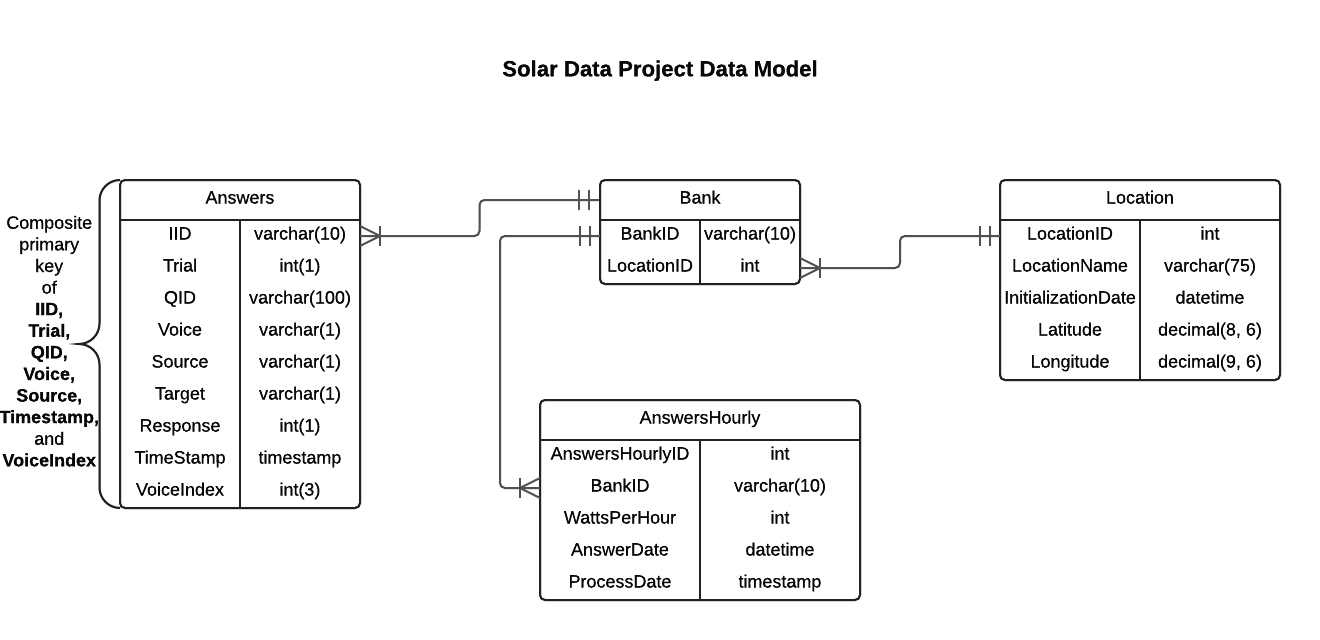 Solar Data Project Data Model
Composite
primary
key
of
IID,
Trial,
QID,
Voice,
Source,
Timestamp,
and
VoiceIndex
Answers
IID varchar(10)
Trial int(1)
QID varchar(100)
Voice varchar(1)
Source varchar(1)
Target varchar(1)
Response int(1)
TimeStamp timestamp
VoiceIndex int(3)
Bank
BankID varchar(10)
LocationID int
Location
LocationID int
LocationName varchar(75)
InitializationDate datetime
Latitude decimal(8, 6)
Longitude decimal(9, 6)
AnswersHourly
AnswersHourlyID int
BankID varchar(10)
WattsPerHour int
AnswerDate datetime
ProcessDate timestamp